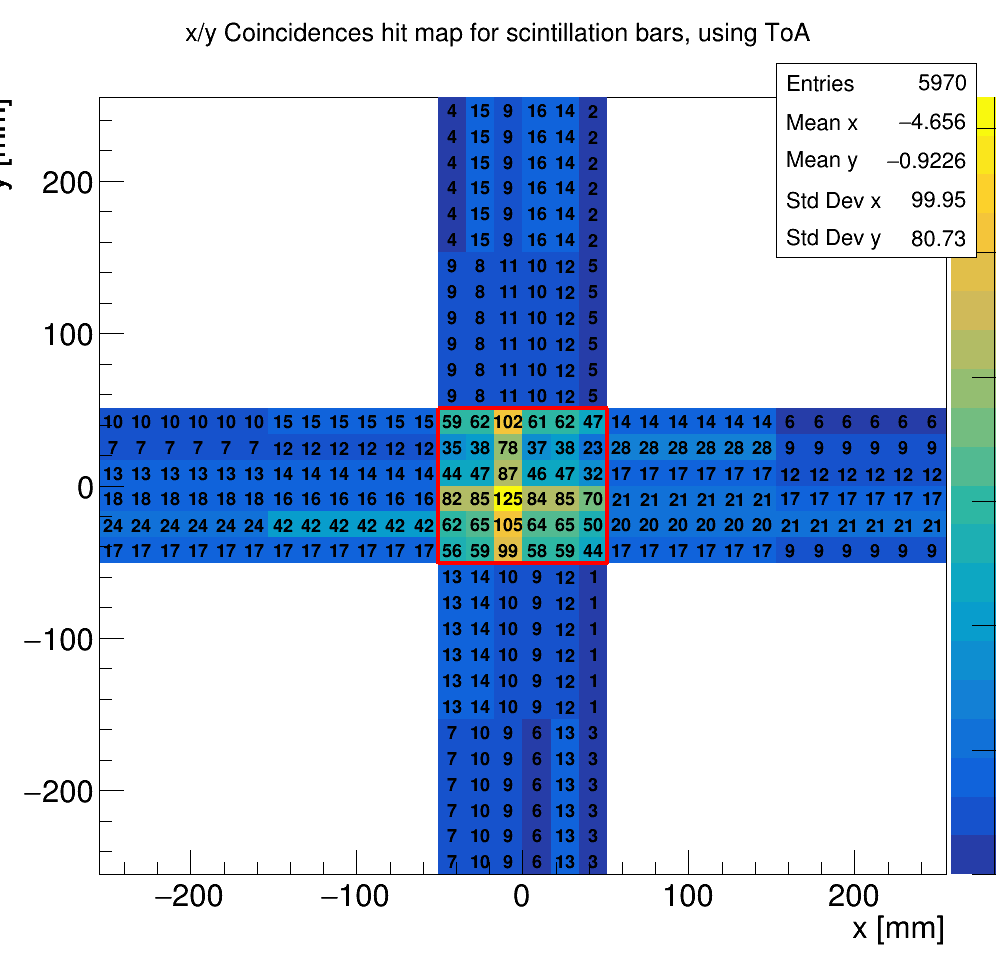 x/y Coincidences hit map for scintillation bars, using ToA
Entries 5970
Mean x −4.656
Mean y −0.9226
Std Dev x 99.95
Std Dev y 80.73
y [mm]
4 15 9 16 14 2
4 15 9 16 14 2
4 15 9 16 14 2
200
4 15 9 16 14 2
4 15 9 16 14 2
4 15 9 16 14 2
9 8 11 10 12 5
9 8 11 10 12 5
9 8 11 10 12 5
100
9 8 11 10 12 5
9 8 11 10 12 5
9 8 11 10 12 5
10 10 10 10 10 10 15 15 15 15 15 15 59 62 102 61 62 47 14 14 14 14 14 14 6 6 6 6 6 6
7 7 7 7 7 7 12 12 12 12 12 12 35 38 78 37 38 23 28 28 28 28 28 28 9 9 9 9 9 9
13 13 13 13 13 13 14 14 14 14 14 14 44 47 87 46 47 32 17 17 17 17 17 17 12 12 12 12 12 12
0
18 18 18 18 18 18 16 16 16 16 16 16 82 85 125 84 85 70 21 21 21 21 21 21 17 17 17 17 17 17
24 24 24 24 24 24 42 42 42 42 42 42 62 65 105 64 65 50 20 20 20 20 20 20 21 21 21 21 21 21
17 17 17 17 17 17 17 17 17 17 17 17 56 59 99 58 59 44 17 17 17 17 17 17 9 9 9 9 9 9
13 14 10 9 12 1
13 14 10 9 12 1
13 14 10 9 12 1
−100
13 14 10 9 12 1
13 14 10 9 12 1
13 14 10 9 12 1
7 10 9 6 13 3
7 10 9 6 13 3
7 10 9 6 13 3
−200
7 10 9 6 13 3
7 10 9 6 13 3
7 10 9 6 13 3
−200 −100 0 100 200
x [mm]